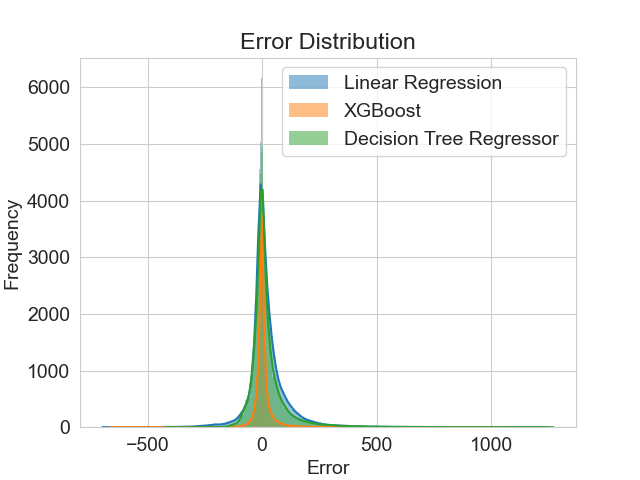 Error Distribution
Linear Regression
XGBoost
Decision Tree Regressor
Frequency
6000
5000
4000
3000
2000
1000
0
−500
0
500
1000
Error